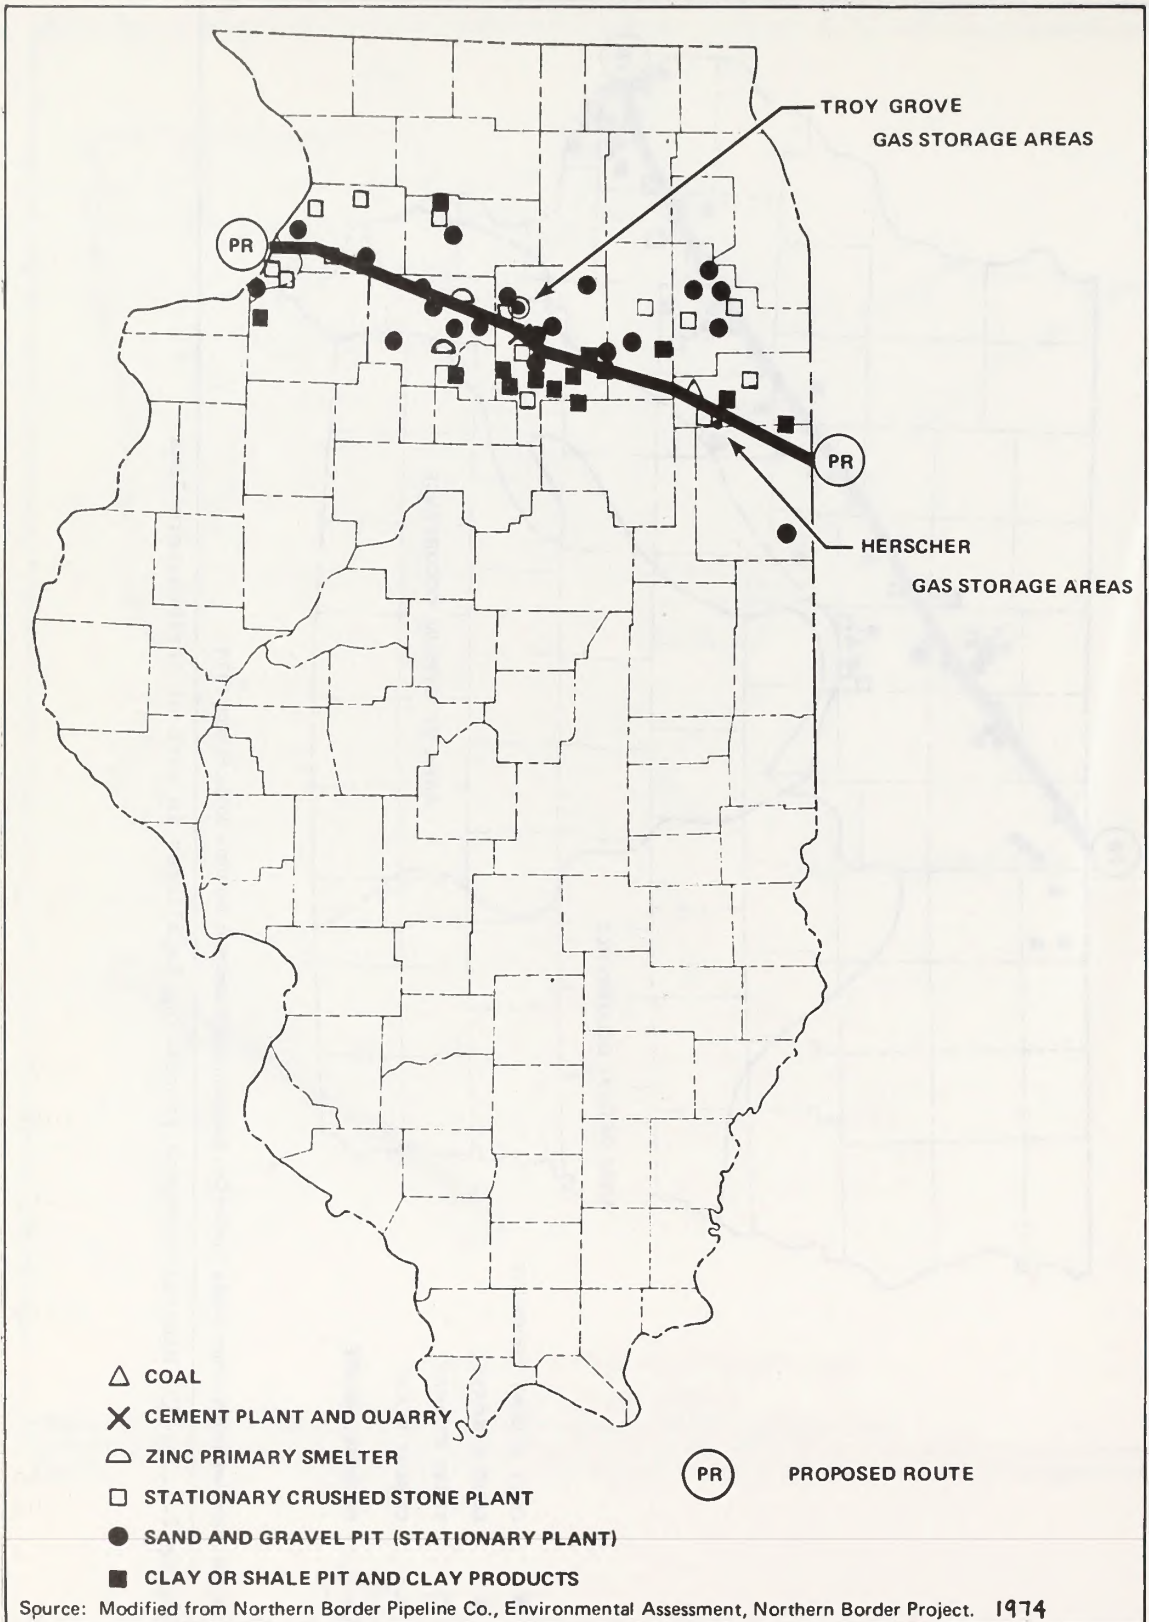 TROY GROVE
GAS STORAGE AREAS
PR
PR
HERSCHER
GAS STORAGE AREAS
COAL
CEMENT PLANT AND QUARRY
ZINC PRIMARY SMELTER
PR PROPOSED ROUTE
STATIONARY CRUSHED STONE PLANT
SAND AND GRAVEL PIT (STATIONARY PLANT)
CLAY OR SHALE PIT AND CLAY PRODUCTS
Source: Modified from Northern Border Pipeline Co., Environmental Assessment, Northern Border Project. 1974